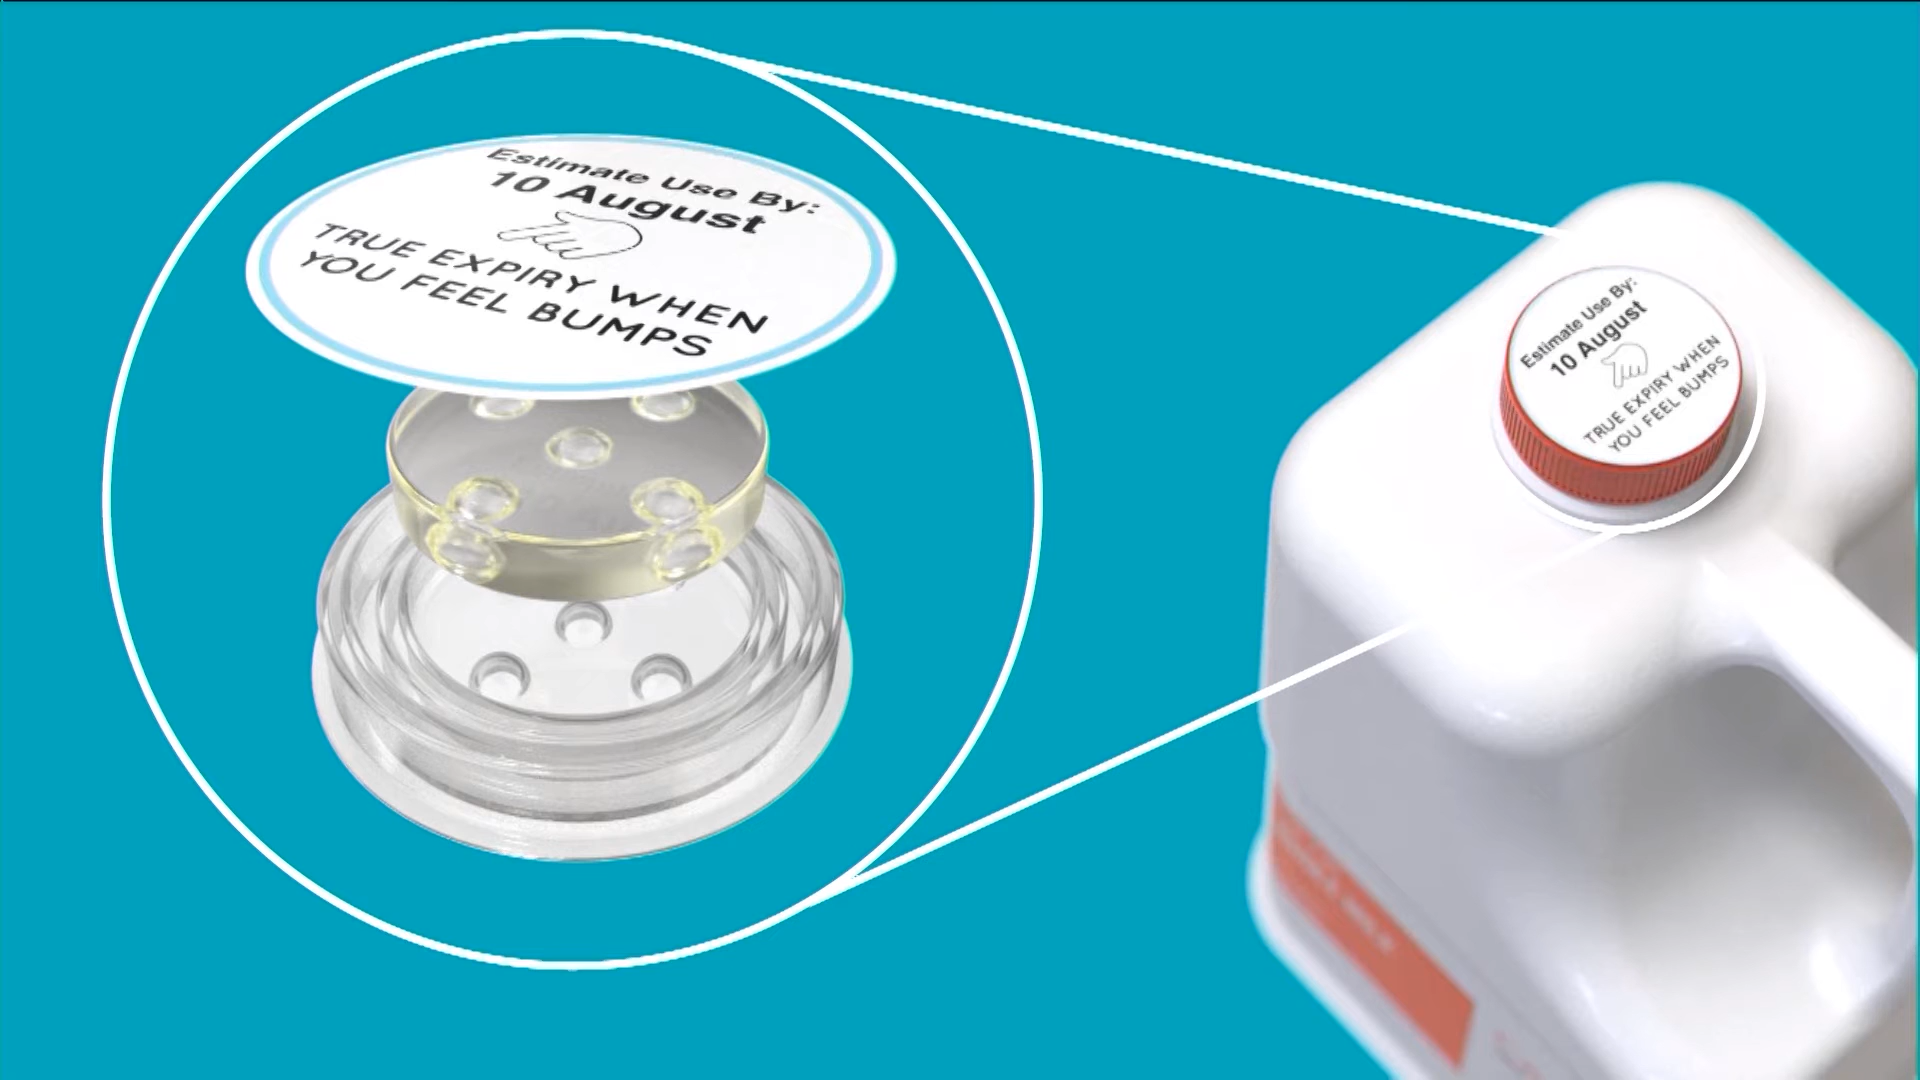 Estimate Use By:
10 August
TRUE EXPIRY WHEN
YOU FEEL BUMPS
Estimate Use By:
10 August
TRUE EXPIRY WHEN
YOU FEEL BUMPS